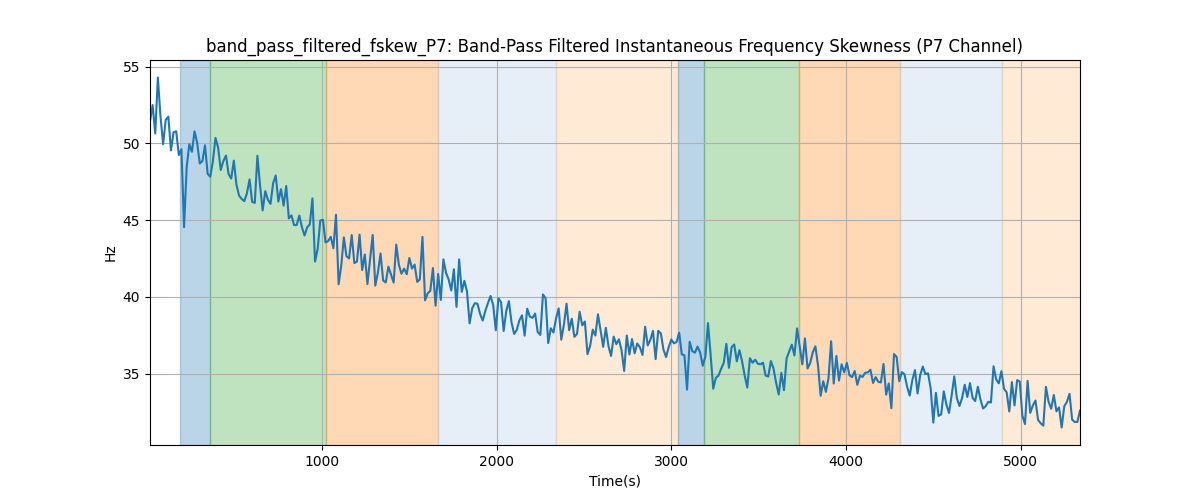 band_pass_filtered_fskew_P7: Band-Pass Filtered Instantaneous Frequency Skewness (P7 Channel)
55
50
45
40
35
Hz
1000 2000 3000 4000 5000
Time(s)